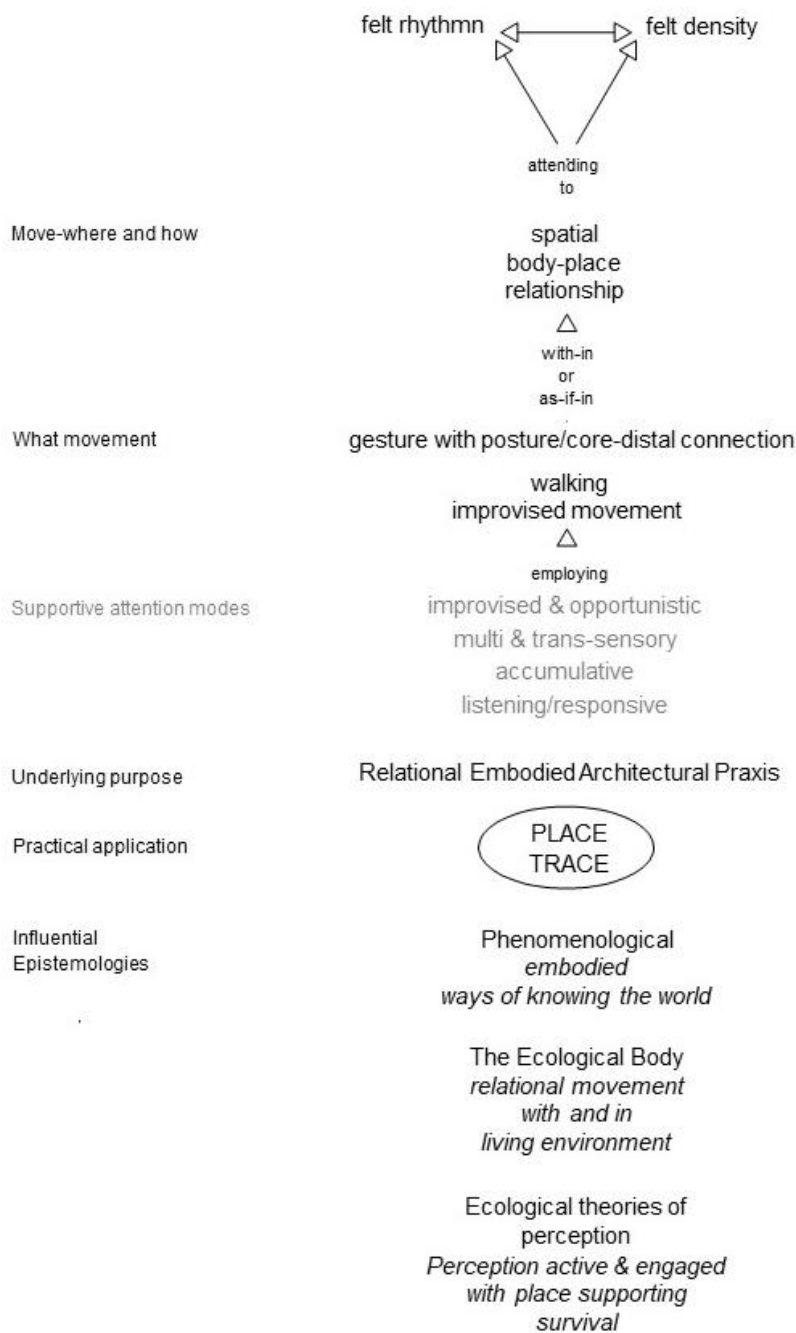 felt rhythmn felt density
attending
to
Move-where and how spatial
body-place
relationship
with-in
or
as-if-in
What movement gesture with posture/core-distal connection
walking
improvised movement
employing
Supportive attention modes improvised & opportunistic
multi & trans-sensory
accumulative
listening/responsive
Underlying purpose Relational Embodied Architectural Praxis
Practical application PLACE
TRACE
Influential Phenomenological
Epistemologies embodied
ways of knowing the world
The Ecological Body
relational movement
with and in
living environment
Ecological theories of
perception
Perception active & engaged
with place supporting
survival